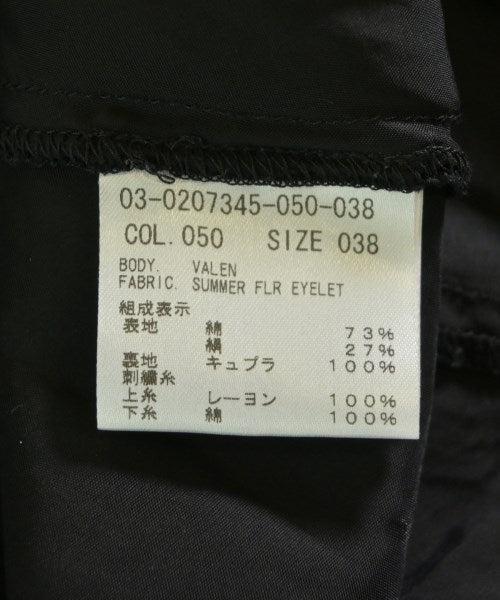 03-0207345-050-038
COL.050 SIZE 038
BODY. VALEN
FABRIC. SUMMER FLR EYELET
組成表示
表地 綿 73%
絹 27%
裏地 キュプラ 100%
刺繍糸
上糸 レーヨン 100%
下糸 綿 100%